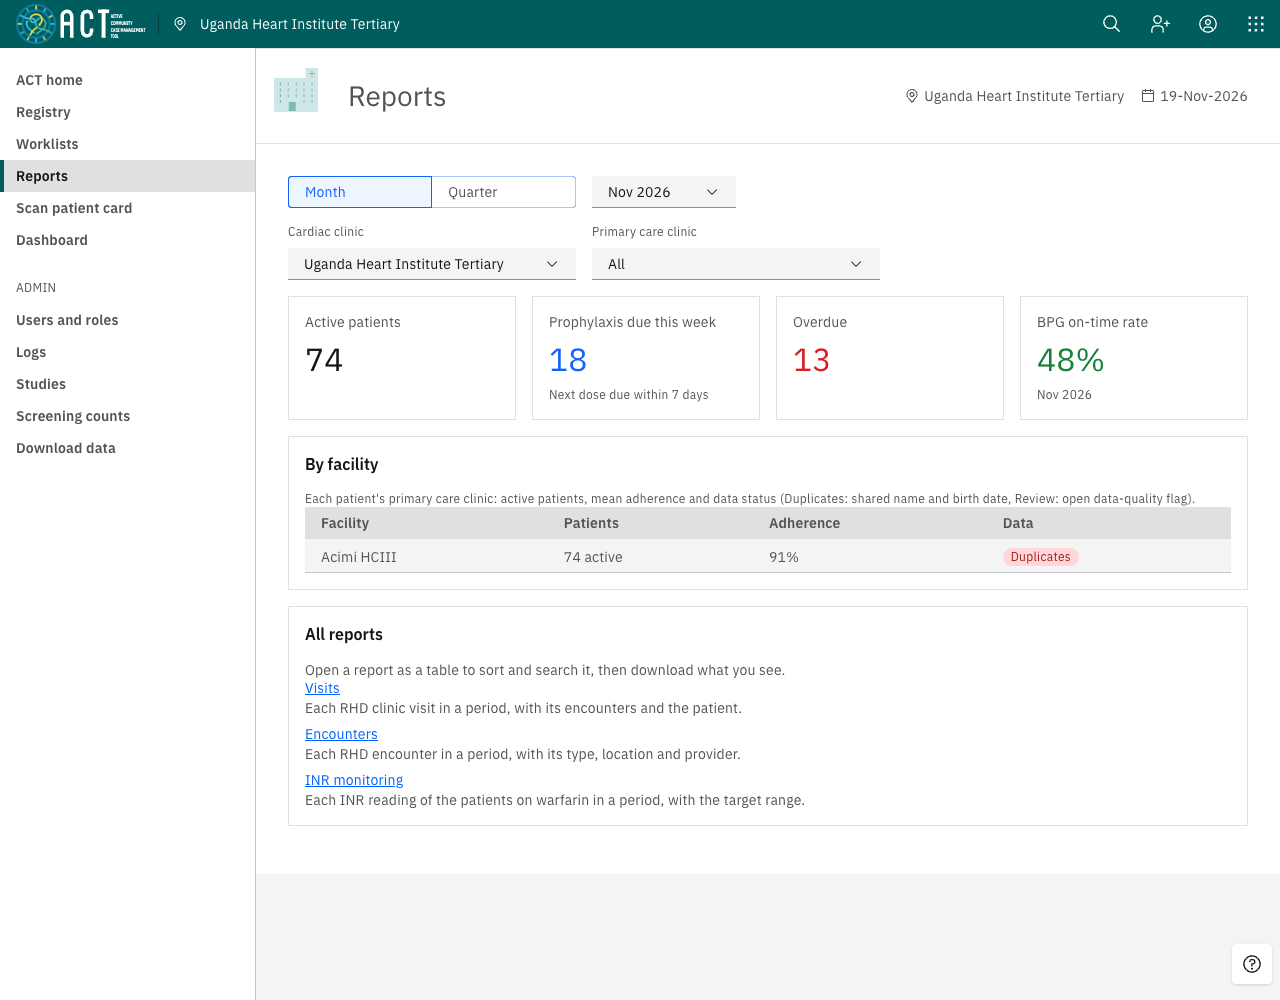 ACT ACTIVE COMMUNITY CASE MANAGEMENT TOOL
Uganda Heart Institute Tertiary
ACT home
Registry
Worklists
Reports
Scan patient card
Dashboard
ADMIN
Users and roles
Logs
Studies
Screening counts
Download data
Reports
Uganda Heart Institute Tertiary
19-Nov-2026
Month
Quarter
Nov 2026
Cardiac clinic
Primary care clinic
Uganda Heart Institute Tertiary
All
Active patients
74
Prophylaxis due this week
18
Next dose due within 7 days
Overdue
13
BPG on-time rate
48%
Nov 2026
By facility
Each patient's primary care clinic: active patients, mean adherence and data status (Duplicates: shared name and birth date, Review: open data-quality flag).
Facility Patients Adherence Data
Acimi HCIII 74 active 91% Duplicates
All reports
Open a report as a table to sort and search it, then download what you see.
Visits
Each RHD clinic visit in a period, with its encounters and the patient.
Encounters
Each RHD encounter in a period, with its type, location and provider.
INR monitoring
Each INR reading of the patients on warfarin in a period, with the target range.